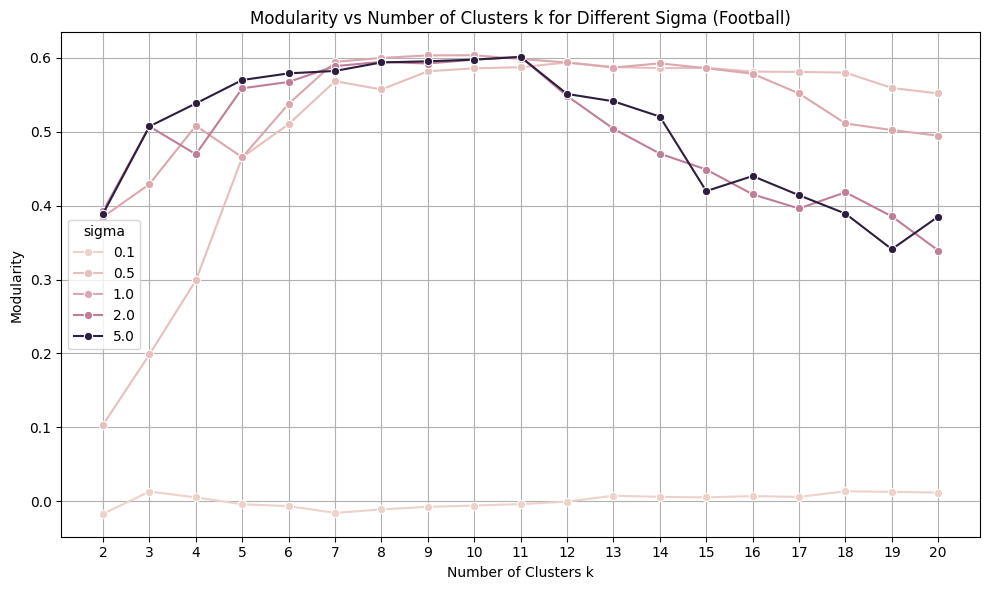 Modularity vs Number of Clusters k for Different Sigma (Football)
Modularity
0.6
0.5
0.4
0.3
0.2
0.1
0.0
sigma
0.1
0.5
1.0
2.0
5.0
2 3 4 5 6 7 8 9 10 11 12 13 14 15 16 17 18 19 20
Number of Clusters k